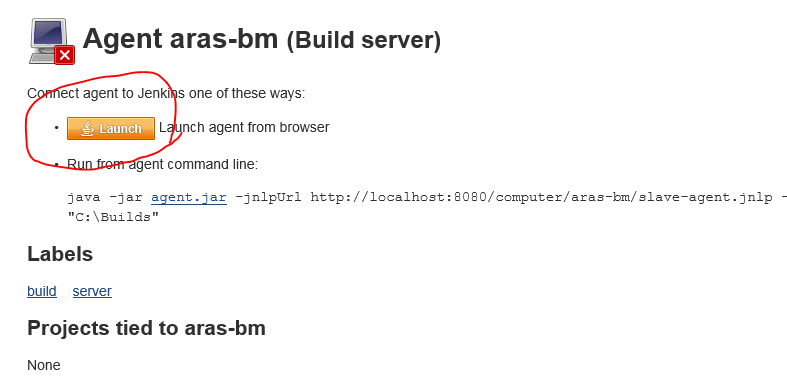 Agent aras-bm (Build server)
Connect agent to Jenkins one of these ways:
• Launch Launch agent from browser
• Run from agent command line:
java -jar agent.jar -jnlpUrl http://localhost:8080/computer/aras-bm/slave-agent.jnlp -
"C:\Builds"
Labels
build server
Projects tied to aras-bm
None